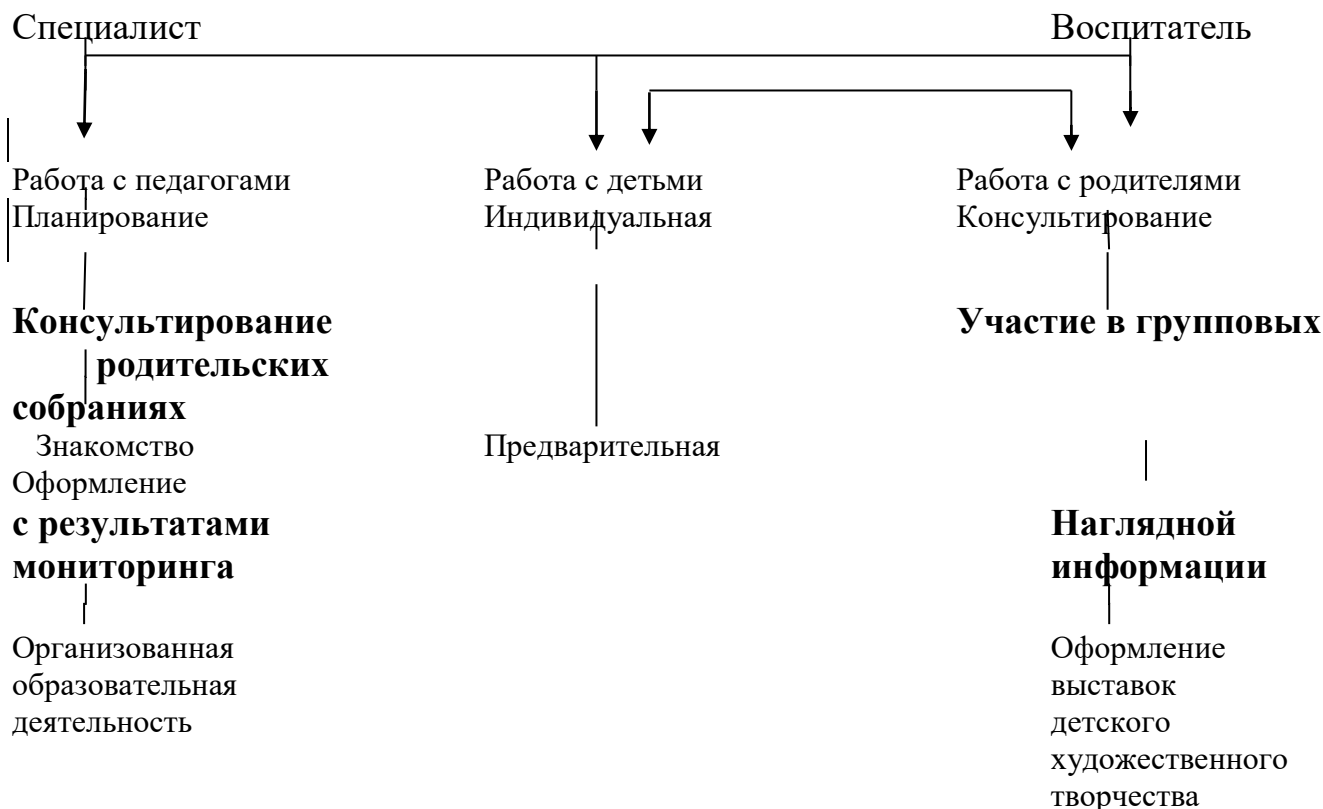 Специалист Воспитатель
Работа с педагогами Работа с детьми Работа с родителями
Планирование Индивидуальная Консультирование
Консультирование Участие в групповых
родительских
собраниях
Знакомство Предварительная
Оформление
с результатами Наглядной
мониторинга информации
Организованная Оформление
образовательная выставок
деятельность детского
художественного
творчества